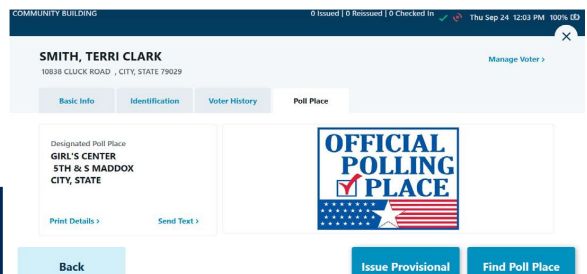 COMMUNITY BUILDING 0 Issued | 0 Reissued | 0 Checked In Thu Sep 24 12:03 PM 100%
SMITH, TERRI CLARK
Manage Voter >
10838 CLUCK ROAD , CITY, STATE 79029
Basic Info Identification Voter History Poll Place
Designated Poll Place
GIRL'S CENTER
5TH & S MADDOX
CITY, STATE
Print Details > Send Text >
OFFICIAL
POLLING
PLACE
Back Issue Provisional Find Poll Place